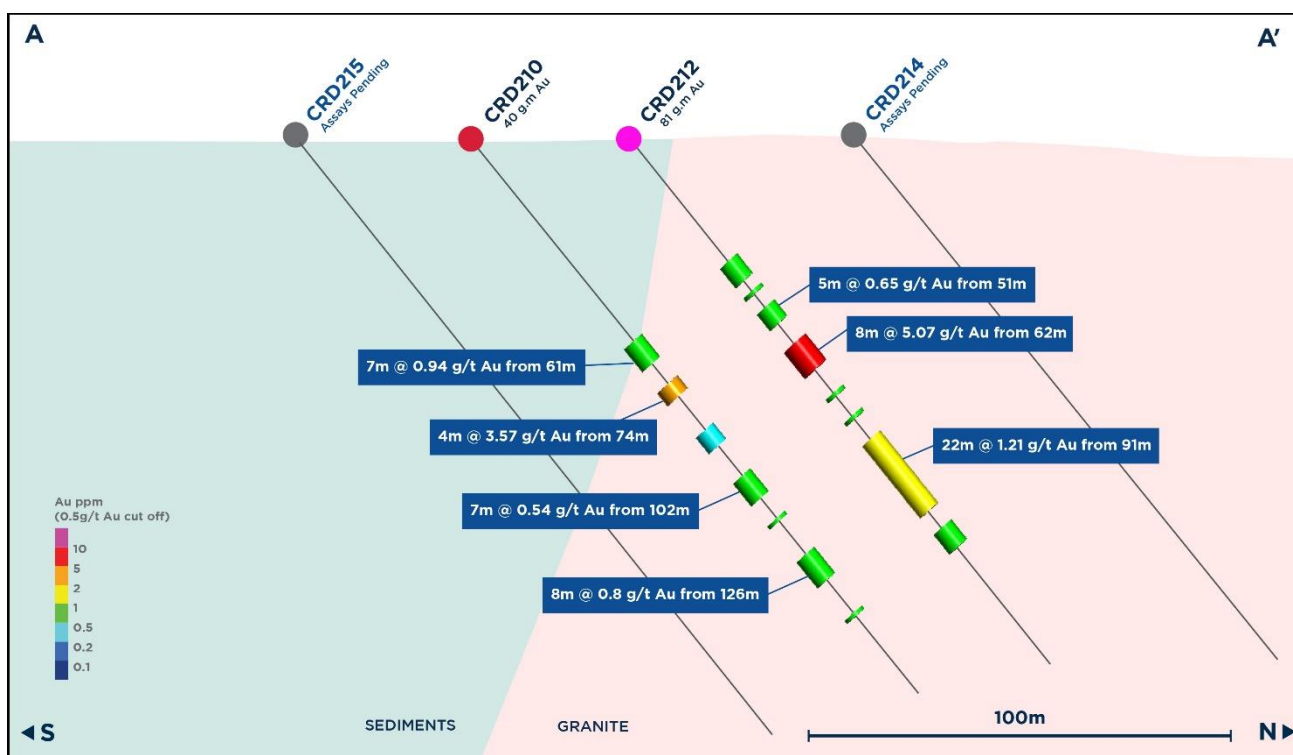 A
A'
CRD215
Assays Pending
CRD210
40 g.m Au
CRD212
81 g.m Au
CRD214
Assays Pending
5m @ 0.65 g/t Au from 51m
8m @ 5.07 g/t Au from 62m
7m @ 0.94 g/t Au from 61m
4m @ 3.57 g/t Au from 74m
22m @ 1.21 g/t Au from 91m
7m @ 0.54 g/t Au from 102m
8m @ 0.8 g/t Au from 126m
Au ppm
(0.5g/t Au cut off)
10
5
2
1
0.5
0.2
0.1
◄S
SEDIMENTS
GRANITE
100m
N►